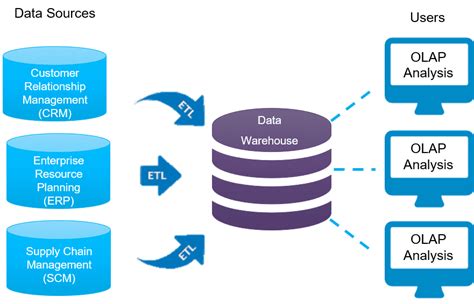 Data Sources
Users
Customer
Relationship
Management
(CRM)
ETL
OLAP
Analysis
Data
Warehouse
Enterprise
Resource
Planning
(ERP)
ETL
OLAP
Analysis
Supply Chain
Management
(SCM)
ETL
OLAP
Analysis